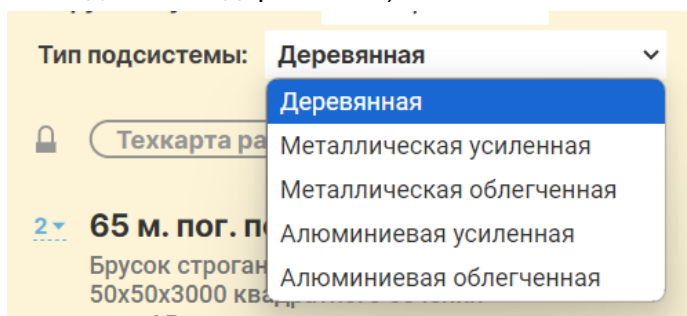 Тип подсистемы: Деревянная
Деревянная
Техкарта ра
Металлическая усиленная
Металлическая облегченная
2 65 м. пог. п
Алюминиевая усиленная
Брусок строган
Алюминиевая облегченная
50х50х3000